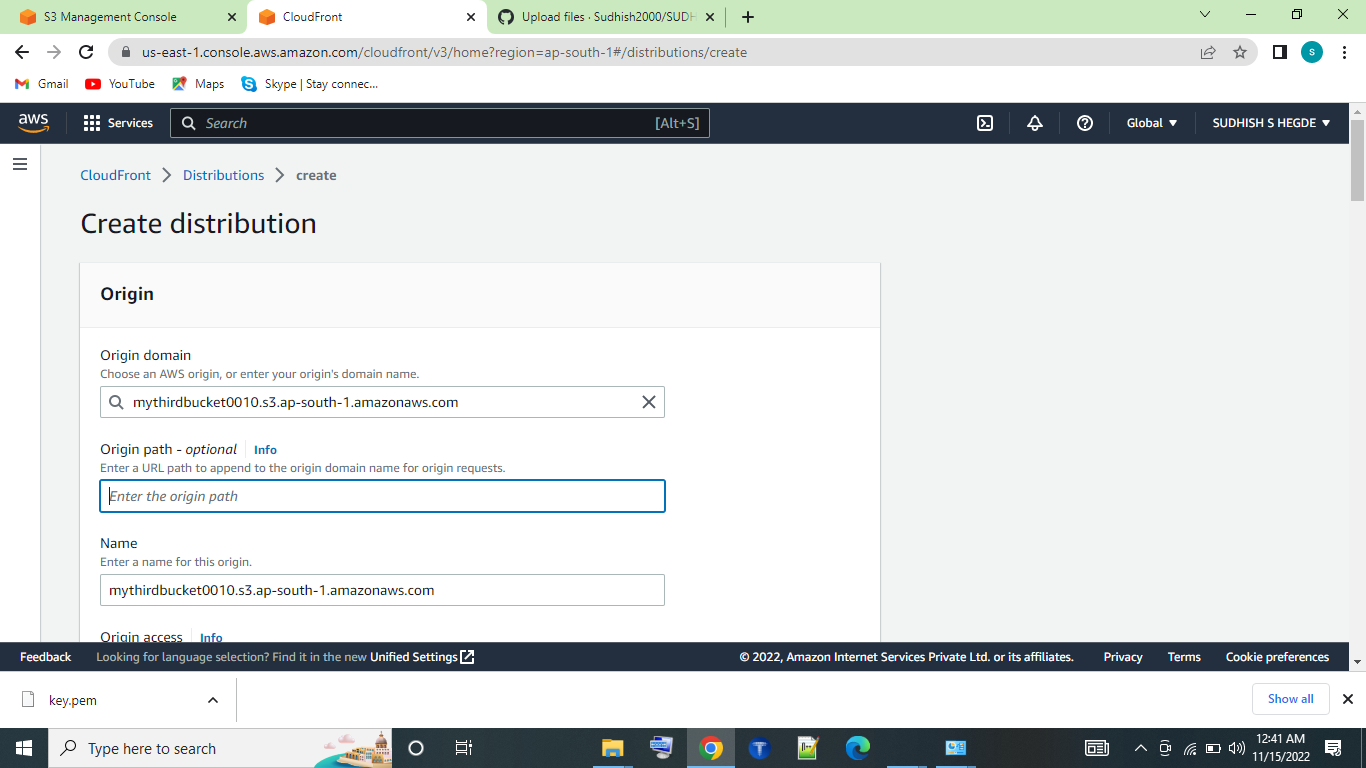 S3 Management Console
CloudFront
Upload files · Sudhish2000/SUDH
us-east-1.console.aws.amazon.com/cloudfront/v3/home?region=ap-south-1#/distributions/create
S
Gmail
YouTube
Maps
Skype | Stay connec...
aws
Services
Search
[Alt+S]
Global
SUDHISH S HEGDE
CloudFront
Distributions
create
Create distribution
Origin
Origin domain
Choose an AWS origin, or enter your origin's domain name.
mythirdbucket0010.s3.ap-south-1.amazonaws.com
Origin path - optional
Info
Enter a URL path to append to the origin domain name for origin requests.
Enter the origin path
Name
Enter a name for this origin.
mythirdbucket0010.s3.ap-south-1.amazonaws.com
Origin access
Info
Feedback
Looking for language selection? Find it in the new Unified Settings
© 2022, Amazon Internet Services Private Ltd. or its affiliates.
Privacy
Terms
Cookie preferences
key.pem
Show all
Type here to search
12:41 AM
11/15/2022